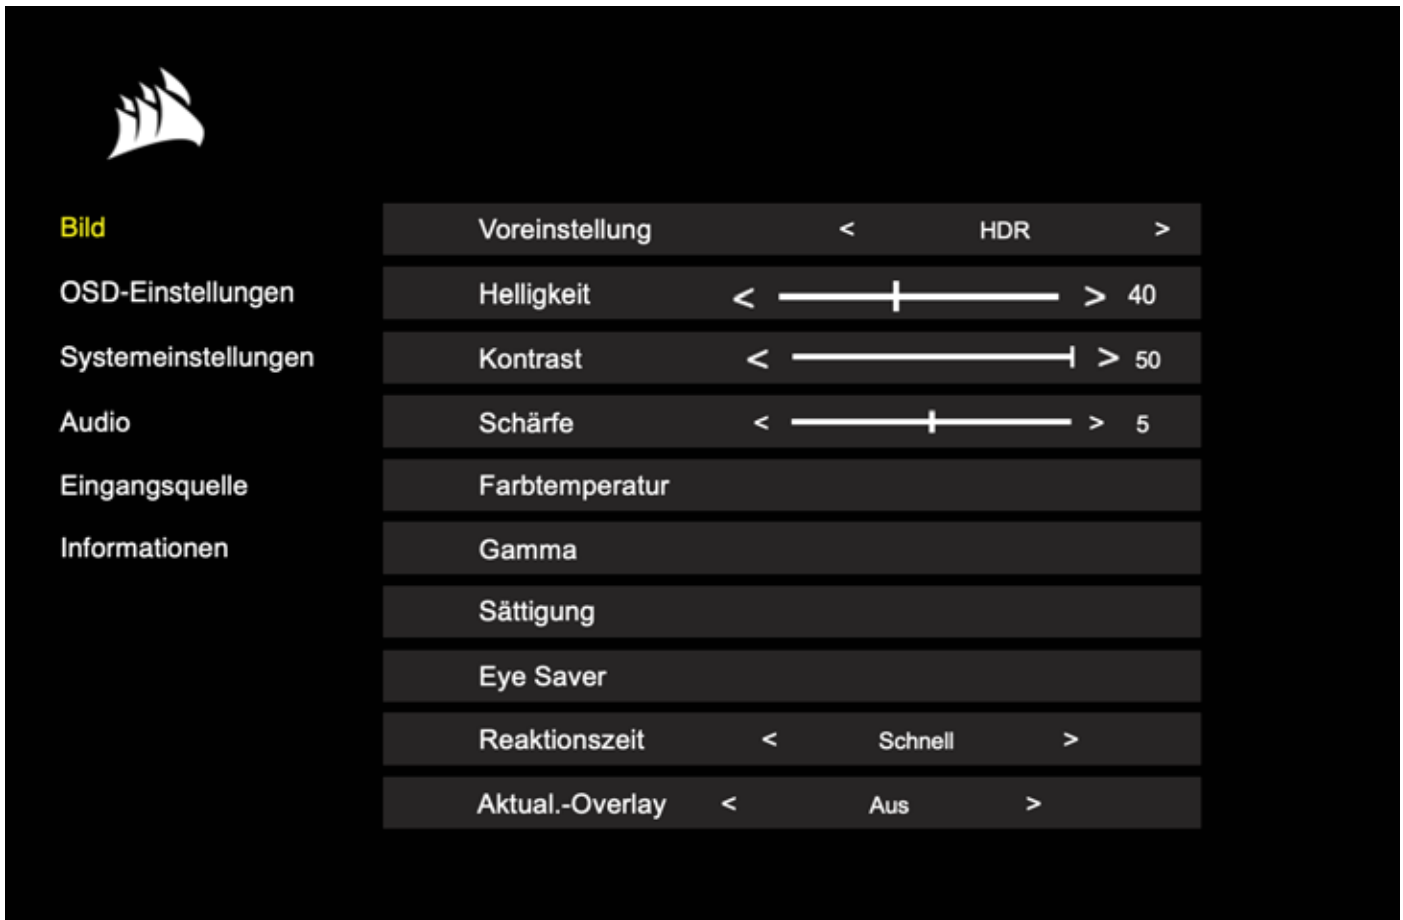 Bild
Voreinstellung < HDR >
OSD-Einstellungen
Helligkeit < > 40
Systemeinstellungen
Kontrast < > 50
Audio
Schärfe < > 5
Eingangsquelle
Farbtemperatur
Informationen
Gamma
Sättigung
Eye Saver
Reaktionszeit < Schnell >
Aktual.-Overlay < Aus >